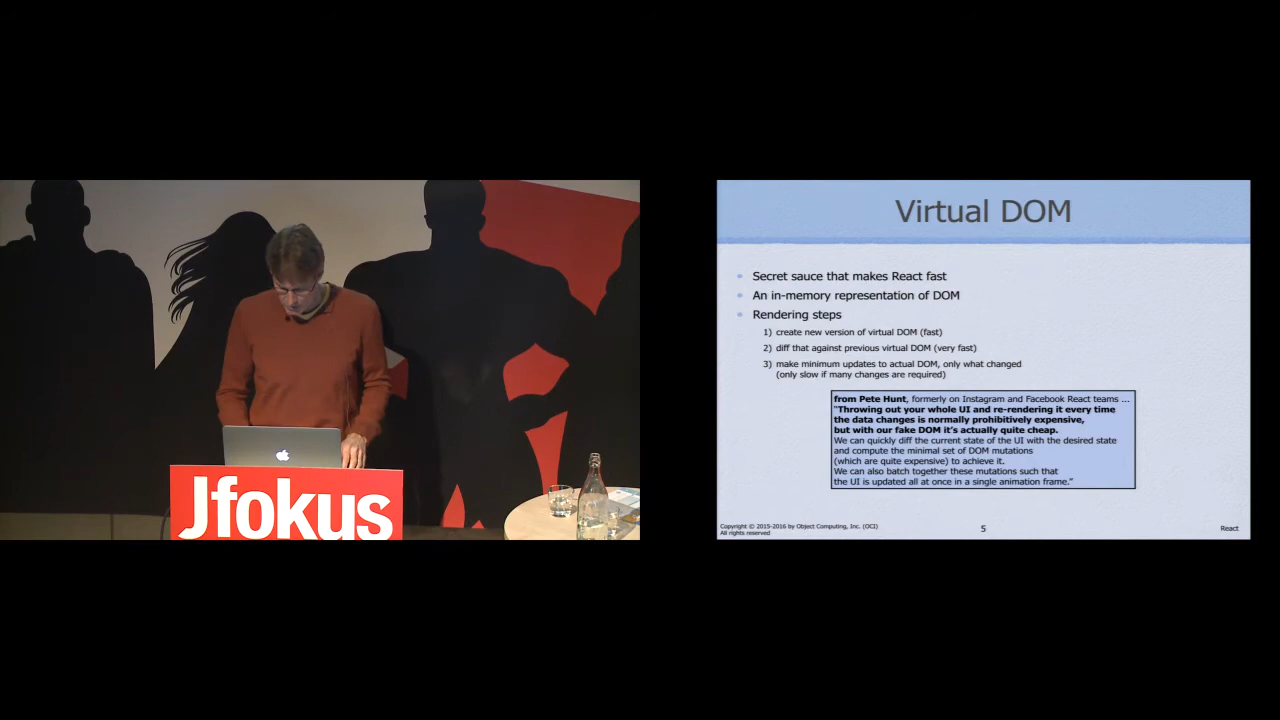 Jfokus
Virtual DOM
Secret sauce that makes React fast
An in-memory representation of DOM
Rendering steps
1) create new version of virtual DOM (fast)
2) diff that against previous virtual DOM (very fast)
3) make minimum updates to actual DOM, only what changed
(only slow if many changes are required)
from Pete Hunt, formerly on Instagram and Facebook React teams ...
"Throwing out your whole UI and re-rendering it every time
the data changes is normally prohibitively expensive,
but with our fake DOM it's actually quite cheap.
We can quickly diff the current state of the UI with the desired state
and compute the minimal set of DOM mutations
(which are quite expensive) to achieve it.
We can also batch together these mutations such that
the UI is updated all at once in a single animation frame."
Copyright © 2015-2016 by Object Computing, Inc. (OCI)
All rights reserved
5
React